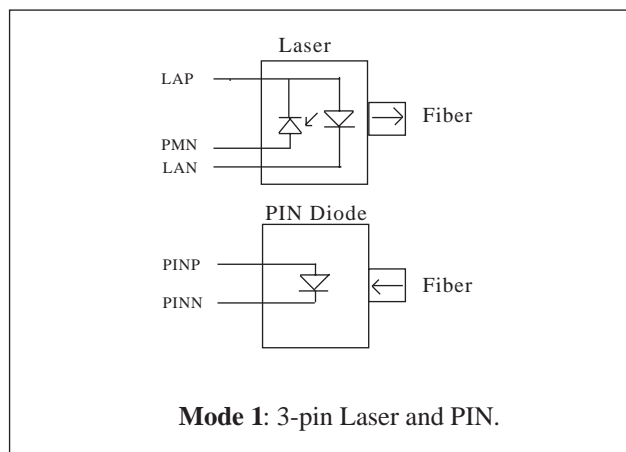 Laser
LAP
PMN
LAN
Fiber
PIN Diode
PINP
PINN
Fiber
Mode 1: 3-pin Laser and PIN.